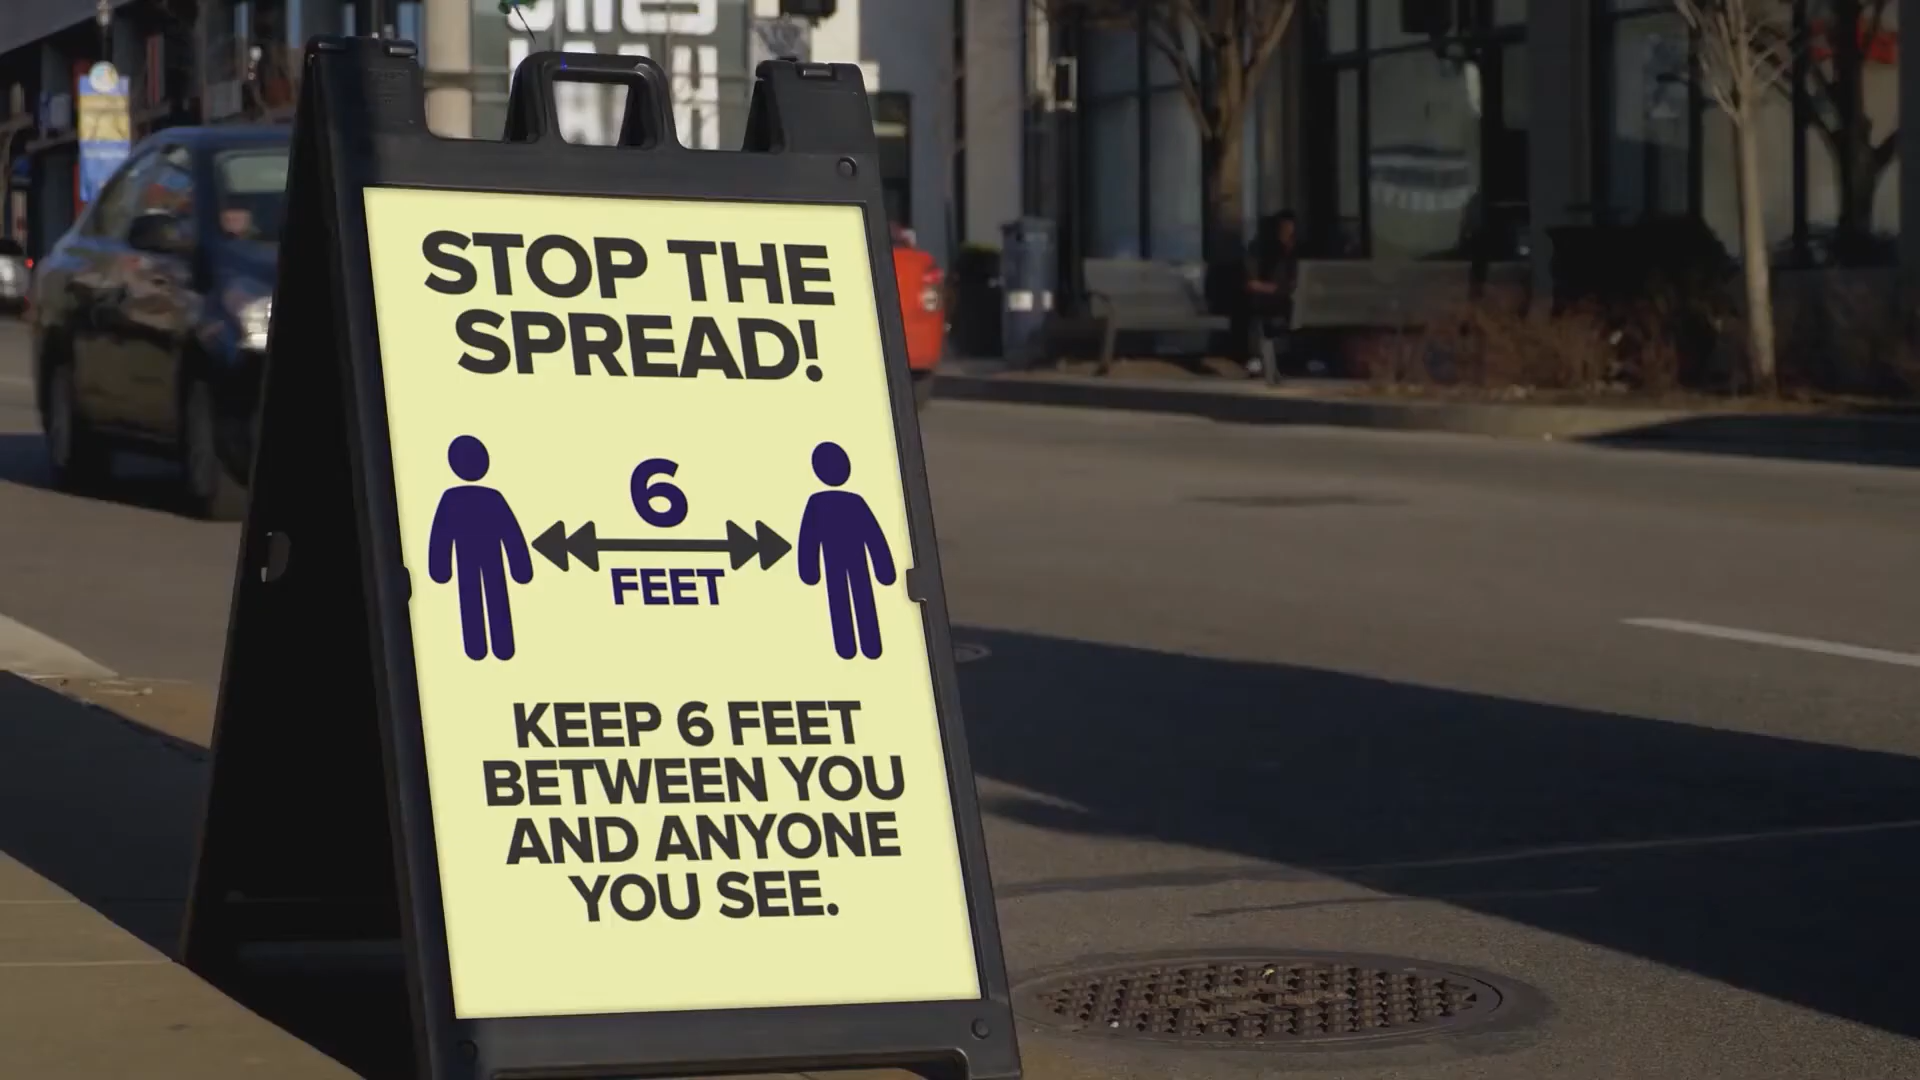 STOP THE
SPREAD!
6
FEET
KEEP 6 FEET
BETWEEN YOU
AND ANYONE
YOU SEE.